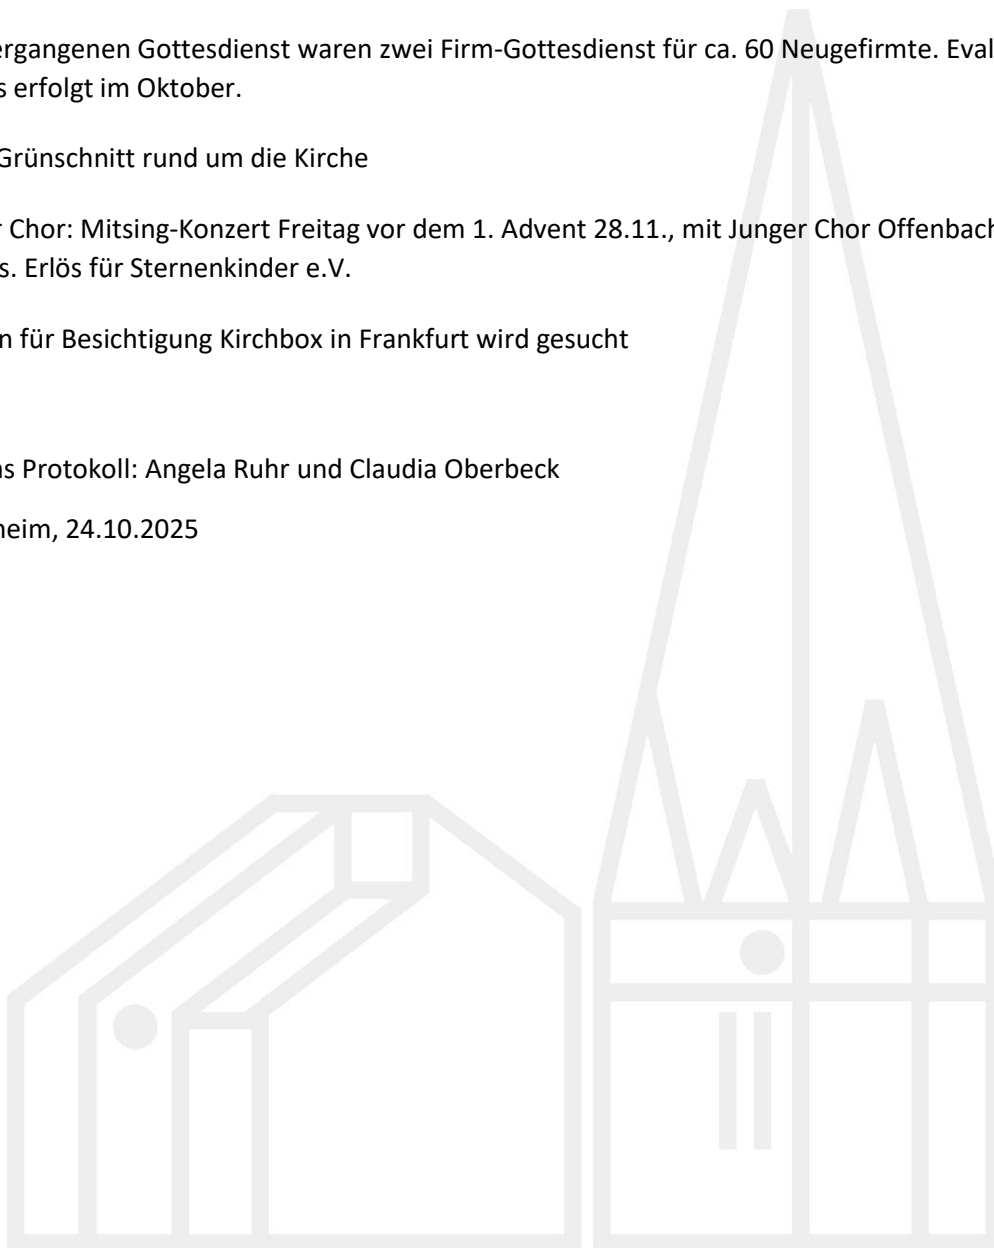 ergangenen Gottesdienst waren zwei Firm-Gottesdienst für ca. 60 Neugefirmte. Eval
s erfolgt im Oktober.
Grünschnitt rund um die Kirche
r Chor: Mitsing-Konzert Freitag vor dem 1. Advent 28.11., mit Junger Chor Offenbach
s. Erlös für Sternenkinder e.V.
n für Besichtigung Kirchbox in Frankfurt wird gesucht
as Protokoll: Angela Ruhr und Claudia Oberbeck
heim, 24.10.2025